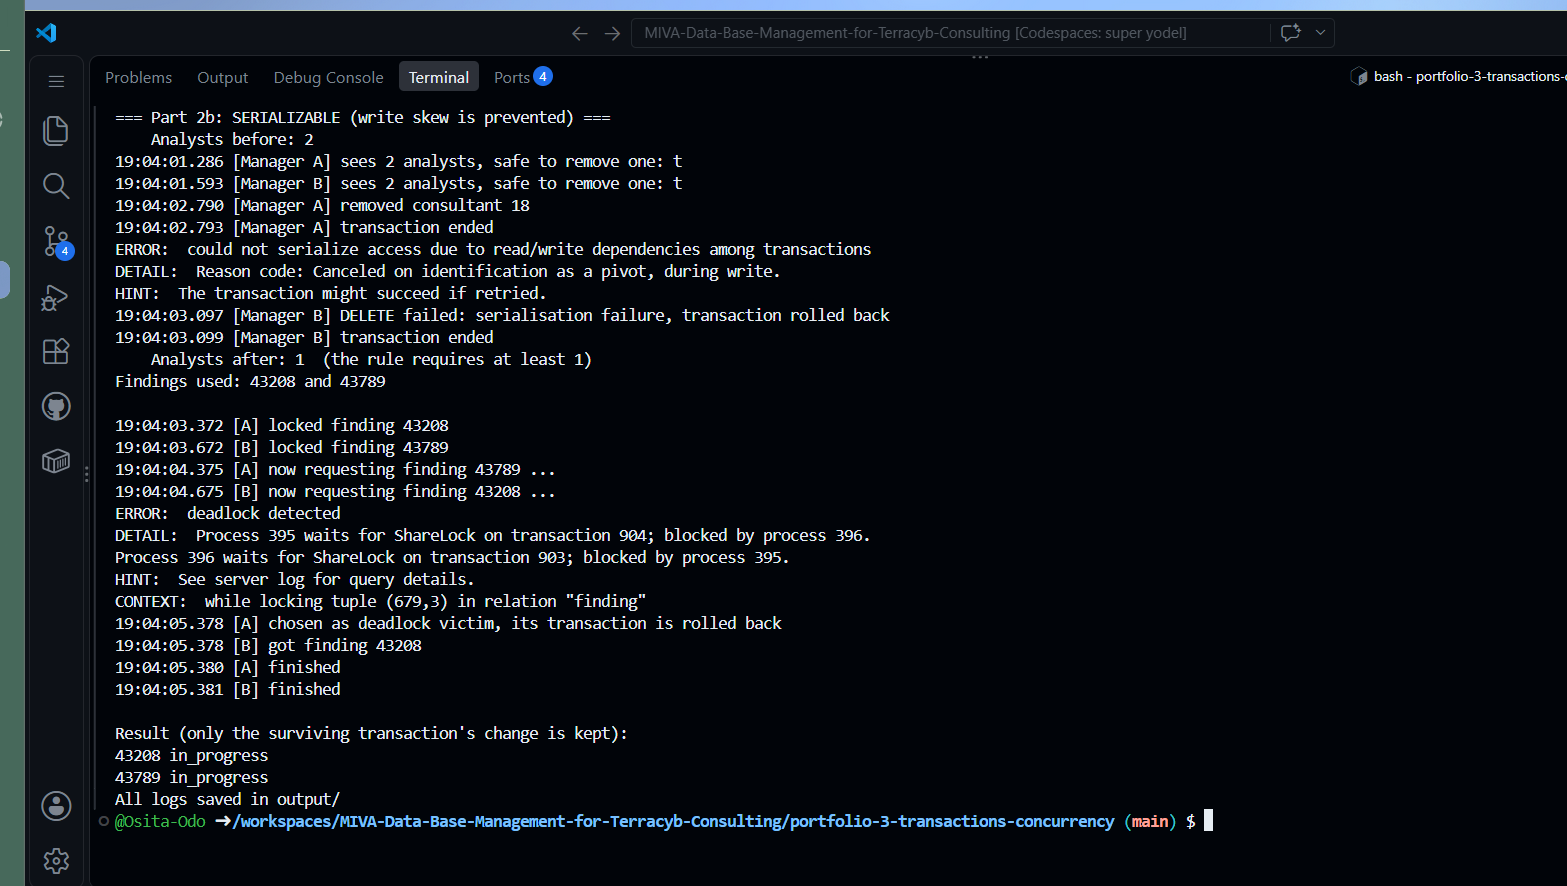 MIVA-Data-Base-Management-for-Terracyb-Consulting [Codespaces: super yodel]
Problems Output Debug Console Terminal Ports 4
bash - portfolio-3-transactions-
=== Part 2b: SERIALIZABLE (write skew is prevented) ===
Analysts before: 2
19:04:01.286 [Manager A] sees 2 analysts, safe to remove one: t
19:04:01.593 [Manager B] sees 2 analysts, safe to remove one: t
19:04:02.790 [Manager A] removed consultant 18
19:04:02.793 [Manager A] transaction ended
ERROR:  could not serialize access due to read/write dependencies among transactions
DETAIL:  Reason code: Canceled on identification as a pivot, during write.
HINT:  The transaction might succeed if retried.
19:04:03.097 [Manager B] DELETE failed: serialisation failure, transaction rolled back
19:04:03.099 [Manager B] transaction ended
Analysts after: 1  (the rule requires at least 1)
Findings used: 43208 and 43789
19:04:03.372 [A] locked finding 43208
19:04:03.672 [B] locked finding 43789
19:04:04.375 [A] now requesting finding 43789 ...
19:04:04.675 [B] now requesting finding 43208 ...
ERROR:  deadlock detected
DETAIL:  Process 395 waits for ShareLock on transaction 904; blocked by process 396.
Process 396 waits for ShareLock on transaction 903; blocked by process 395.
HINT:  See server log for query details.
CONTEXT:  while locking tuple (679,3) in relation "finding"
19:04:05.378 [A] chosen as deadlock victim, its transaction is rolled back
19:04:05.378 [B] got finding 43208
19:04:05.380 [A] finished
19:04:05.381 [B] finished
Result (only the surviving transaction's change is kept):
43208 in_progress
43789 in_progress
All logs saved in output/
@Osita-Odo ➜/workspaces/MIVA-Data-Base-Management-for-Terracyb-Consulting/portfolio-3-transactions-concurrency (main) $
4